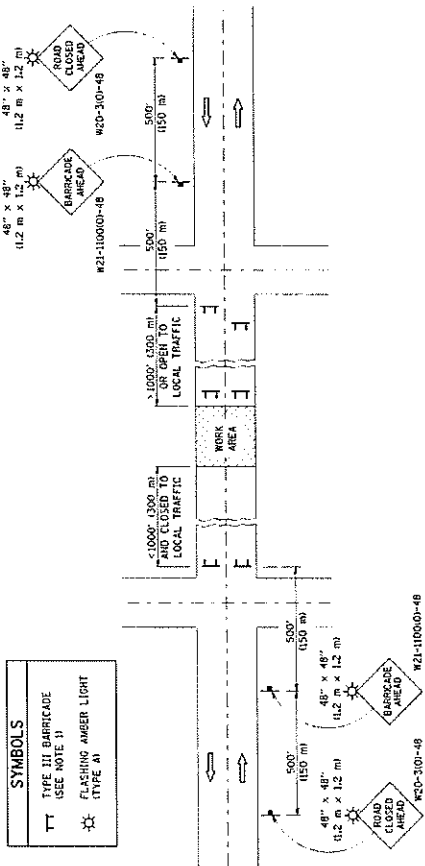 SYMBOLS
TYPE III BARRICADE
(SEE NOTE 1)
FLASHING AMBER LIGHT
(TYPE A)
48" x 48"
(1.2 m x 1.2 m)
ROAD
CLOSED
AHEAD
W20-3(O)-48
48" x 48"
(1.2 m x 1.2 m)
BARRICADE
AHEAD
W21-1100(O)-48
500'
(150 m)
500'
(150 m)
>1000' (300 m)
OR OPEN TO
LOCAL TRAFFIC
WORK
AREA
<1000' (300 m)
AND CLOSED TO
LOCAL TRAFFIC
500'
(150 m)
500'
(150 m)
48" x 48"
(1.2 m x 1.2 m)
BARRICADE
AHEAD
W21-1100(O)-48
48" x 48"
(1.2 m x 1.2 m)
ROAD
CLOSED
AHEAD
W20-3(O)-48